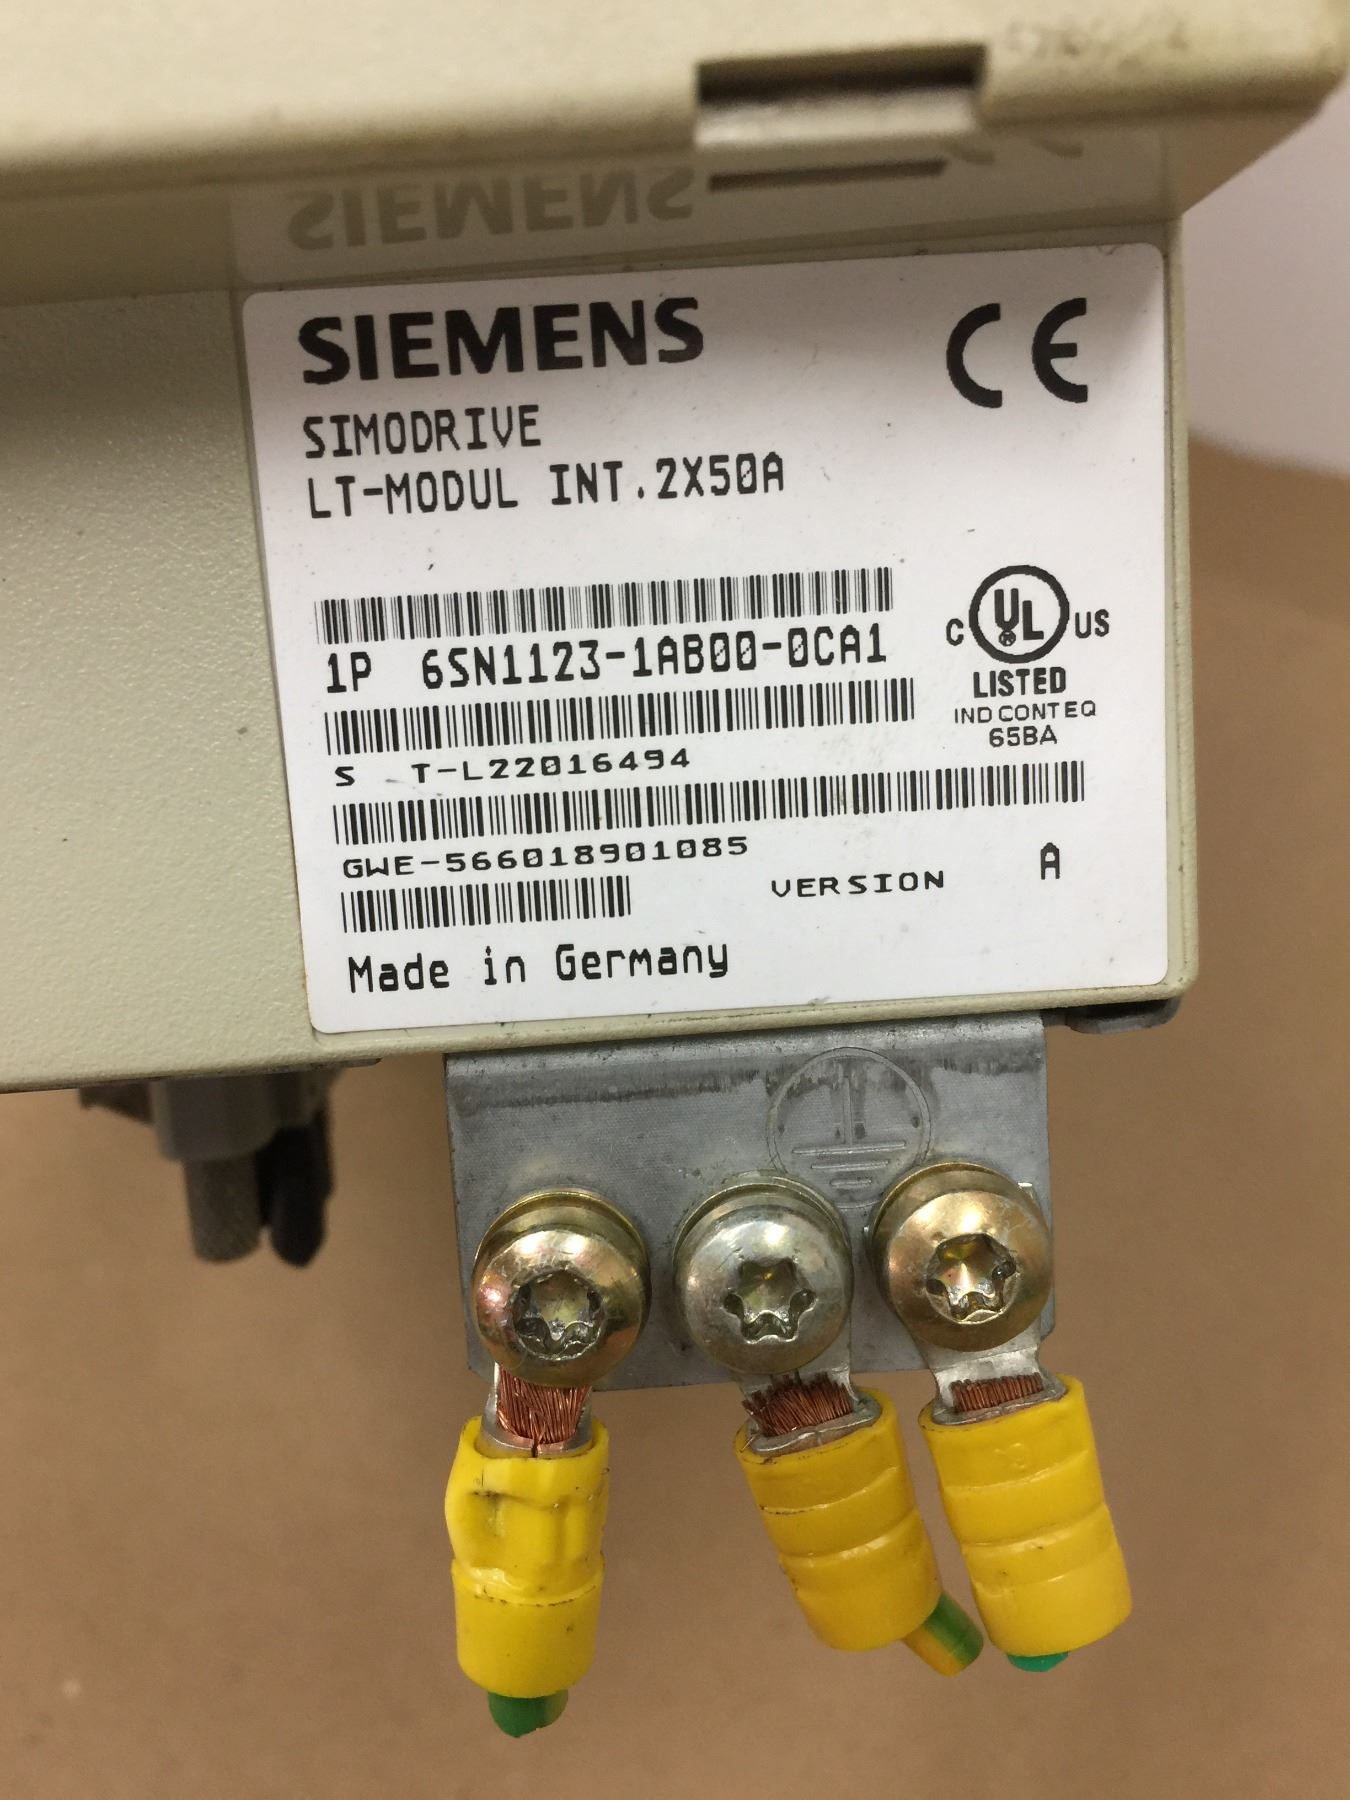 SIEMENS
SIEMENS
CE
SIMODRIVE
LT-MODUL INT.2X50A
1P 6SN1123-1AB00-0CA1
C UL US
®
LISTED
IND CONT EQ
65BA
S T-L22016494
GWE-566018901085
VERSION A
Made in Germany